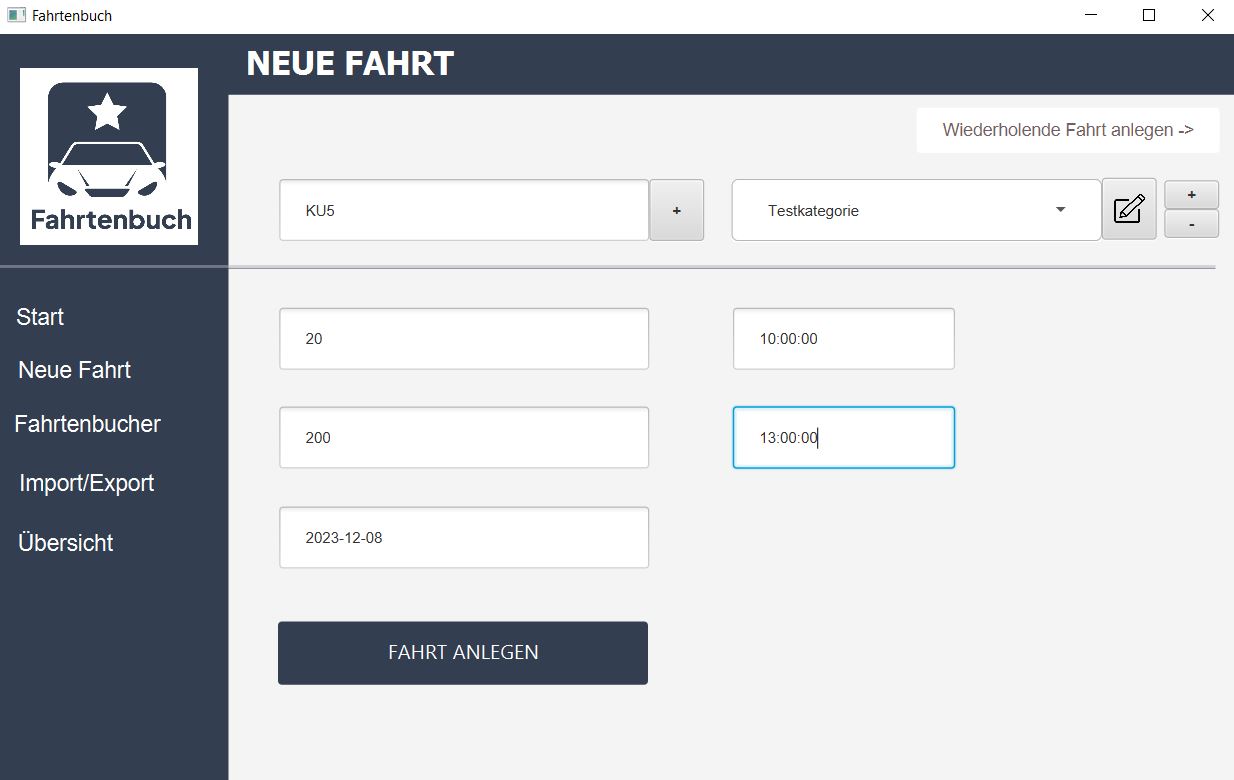 Fahrtenbuch
NEUE FAHRT
Fahrtenbuch
Wiederholende Fahrt anlegen ->
KU5
+
Testkategorie
+
-
Start
Neue Fahrt
Fahrtenbucher
Import/Export
Übersicht
20
10:00:00
200
13:00:00
2023-12-08
FAHRT ANLEGEN